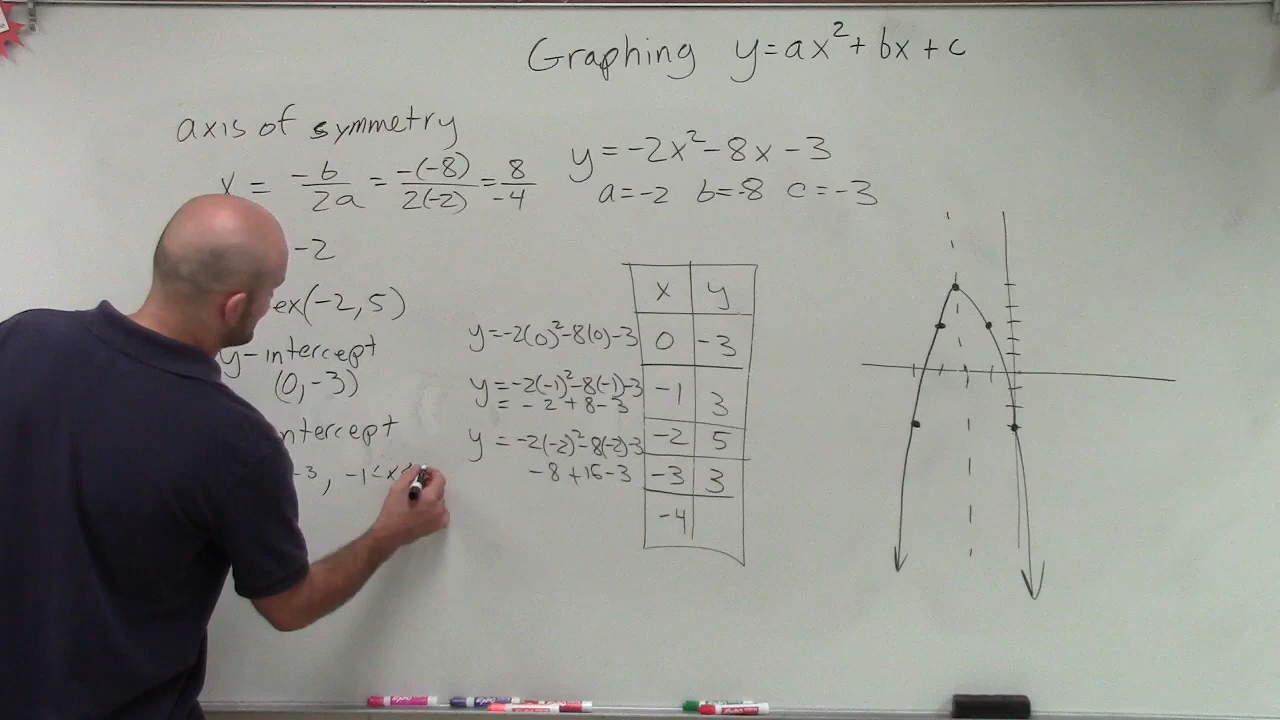 Graphing y=ax²+bx+c
axis of symmetry
x = -b/2a = -(-8)/2(-2) = 8/-4
-2
ex(-2,5)
y-intercept
(0,-3)
ntercept
-3, -1<x
y=-2x²-8x-3
a=-2 b=-8 c=-3
x y
y=-2(0)²-8(0)-3 0 -3
y=-2(-1)²-8(-1)-3 -1 3
=-2+8-3
y=-2(-2)²-8(-2)-3 -2 5
-8+16-3 -3 3
-4